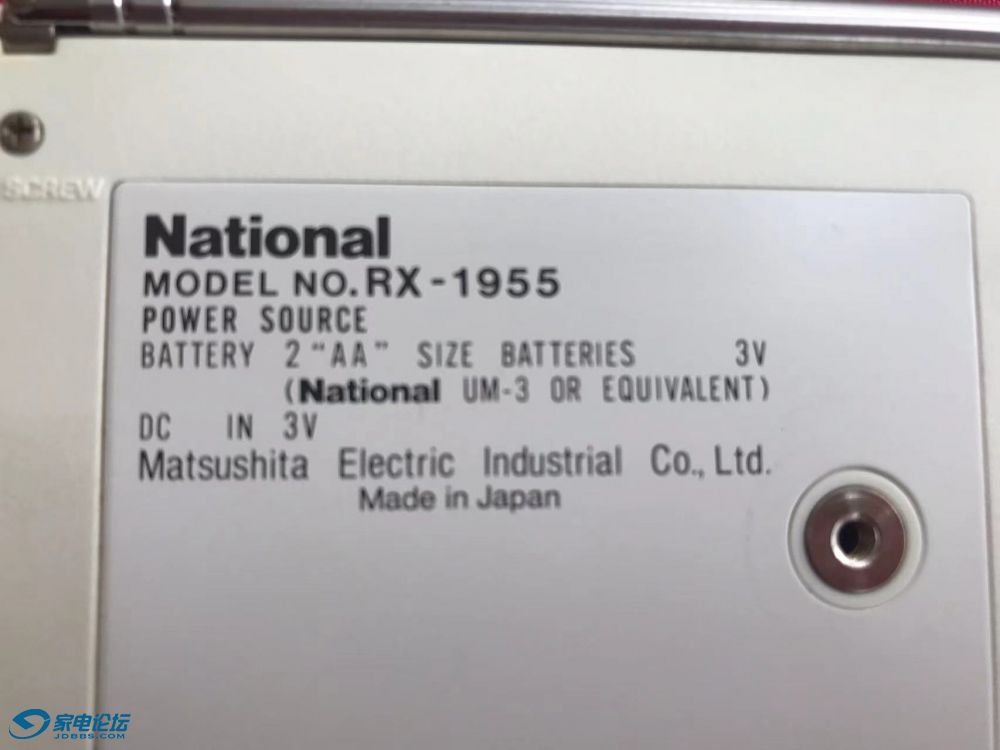 SCREW
National
MODEL NO. RX-1955
POWER SOURCE
BATTERY 2 "AA" SIZE BATTERIES 3V
(National UM-3 OR EQUIVALENT)
DC IN 3V
Matsushita Electric Industrial Co., Ltd.
Made in Japan
家电论坛
JDBBS.COM